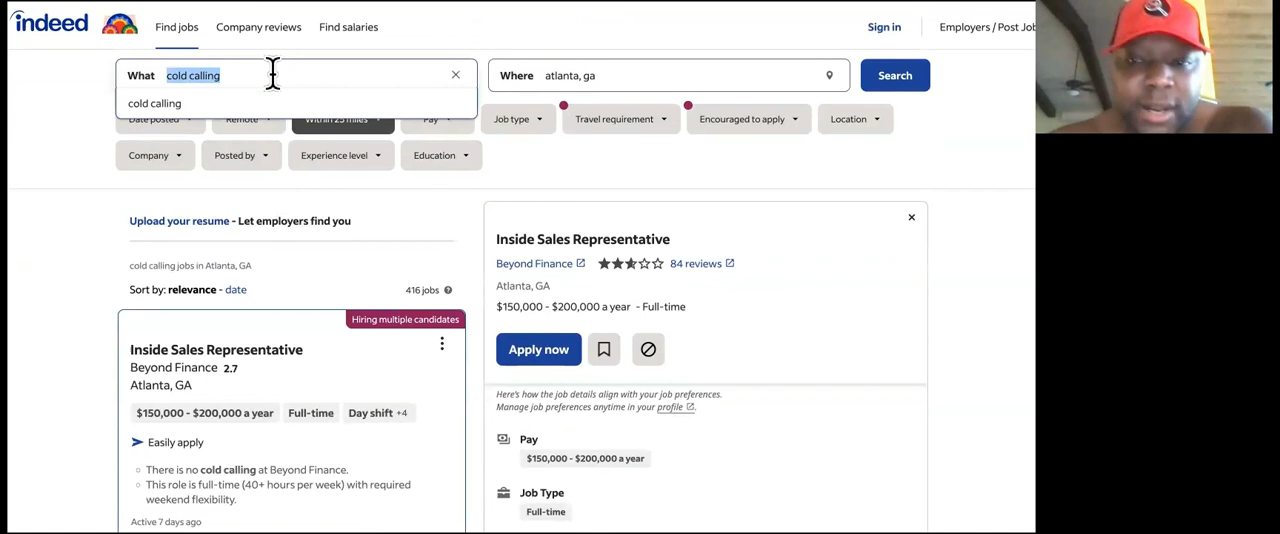 indeed Find jobs Company reviews Find salaries Sign in Employers / Post Job
What cold calling Where atlanta, ga Search
cold calling
Date posted Remote Within 25 miles Pay Job type Travel requirement Encouraged to apply Location
Company Posted by Experience level Education
Upload your resume - Let employers find you
cold calling jobs in Atlanta, GA
Sort by: relevance - date 416 jobs
Hiring multiple candidates
Inside Sales Representative
Beyond Finance 2.7
Atlanta, GA
$150,000 - $200,000 a year Full-time Day shift +4
Easily apply
There is no cold calling at Beyond Finance.
This role is full-time (40+ hours per week) with required
weekend flexibility.
Active 7 days ago
Inside Sales Representative
Beyond Finance 84 reviews
Atlanta, GA
$150,000 - $200,000 a year - Full-time
Apply now
Here's how the job details align with your job preferences.
Manage job preferences anytime in your profile.
Pay
$150,000 - $200,000 a year
Job Type
Full-time